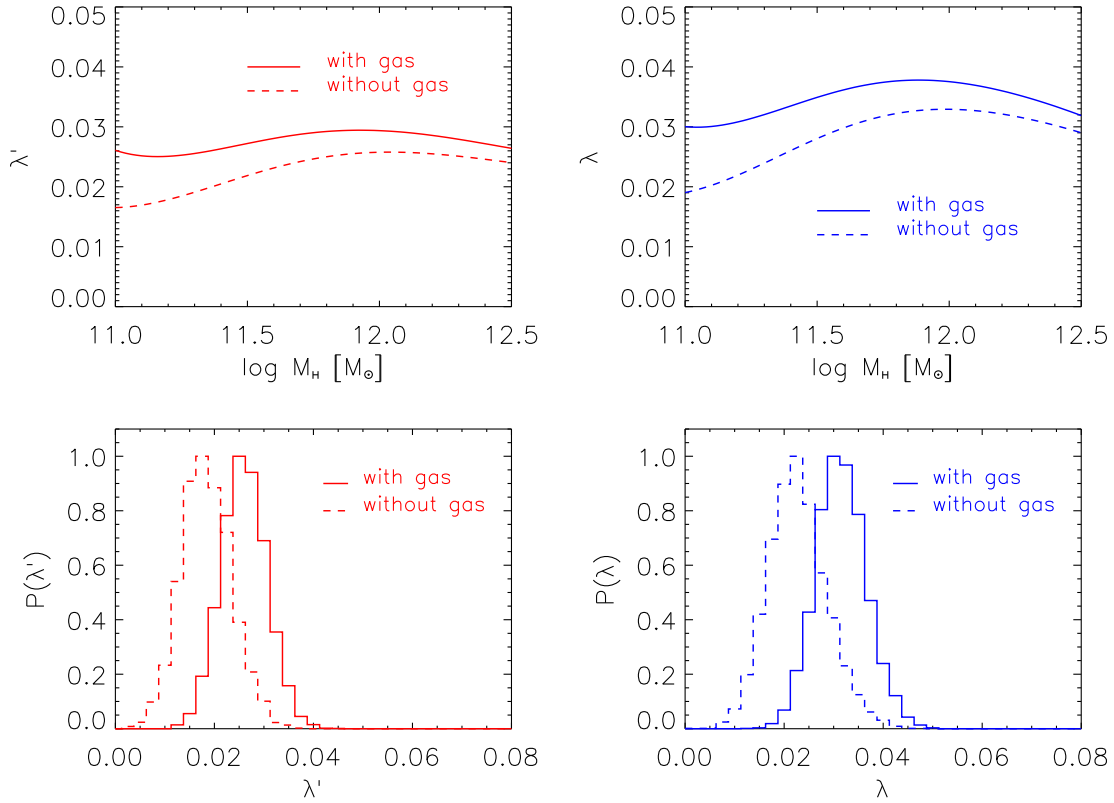 0.05
0.04
0.03
0.02
0.01
0.00
λ'
with gas
without gas
11.0 11.5 12.0 12.5
log M_H [M_⊙]
0.05
0.04
0.03
0.02
0.01
0.00
λ
with gas
without gas
11.0 11.5 12.0 12.5
log M_H [M_⊙]
1.0
0.8
0.6
0.4
0.2
0.0
P(λ')
with gas
without gas
0.00 0.02 0.04 0.06 0.08
λ'
1.0
0.8
0.6
0.4
0.2
0.0
P(λ)
with gas
without gas
0.00 0.02 0.04 0.06 0.08
λ